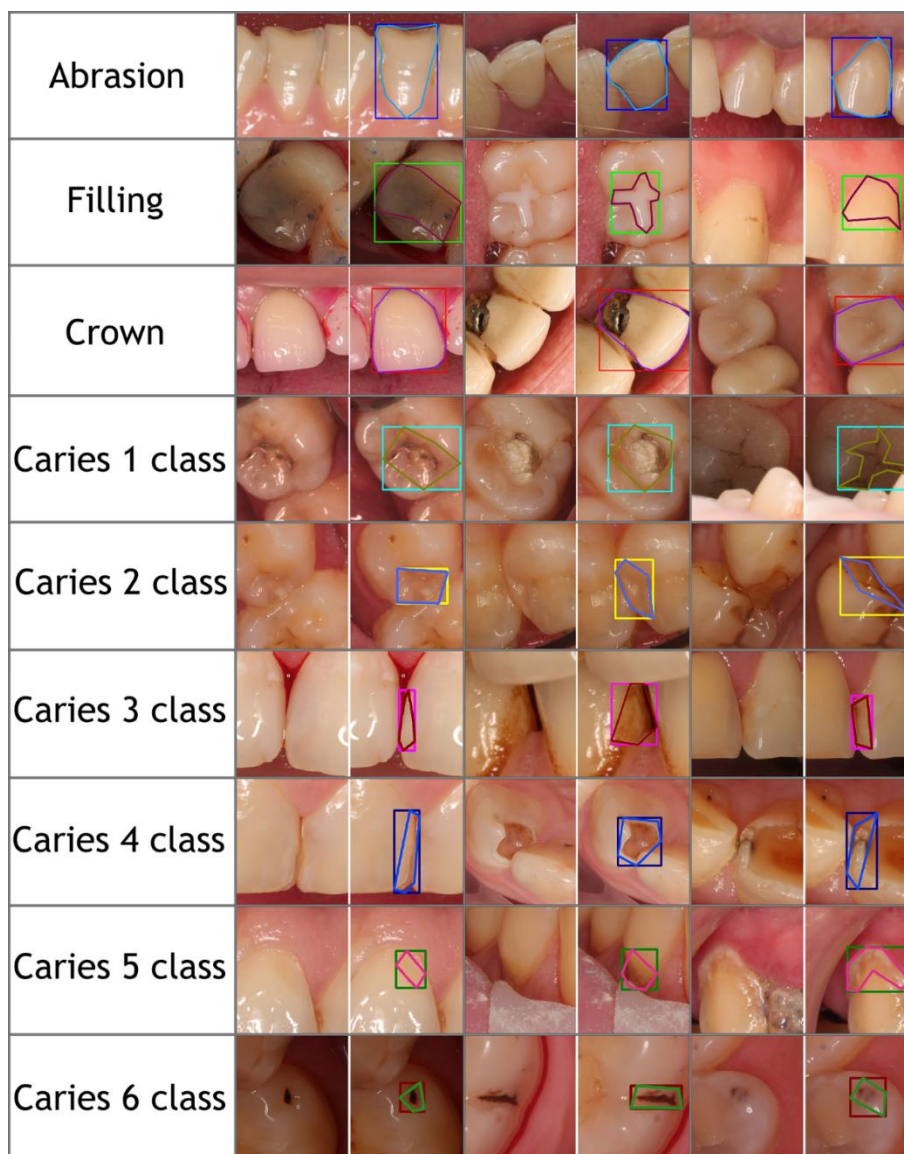 Abrasion
Filling
Crown
Caries 1 class
Caries 2 class
Caries 3 class
Caries 4 class
Caries 5 class
Caries 6 class